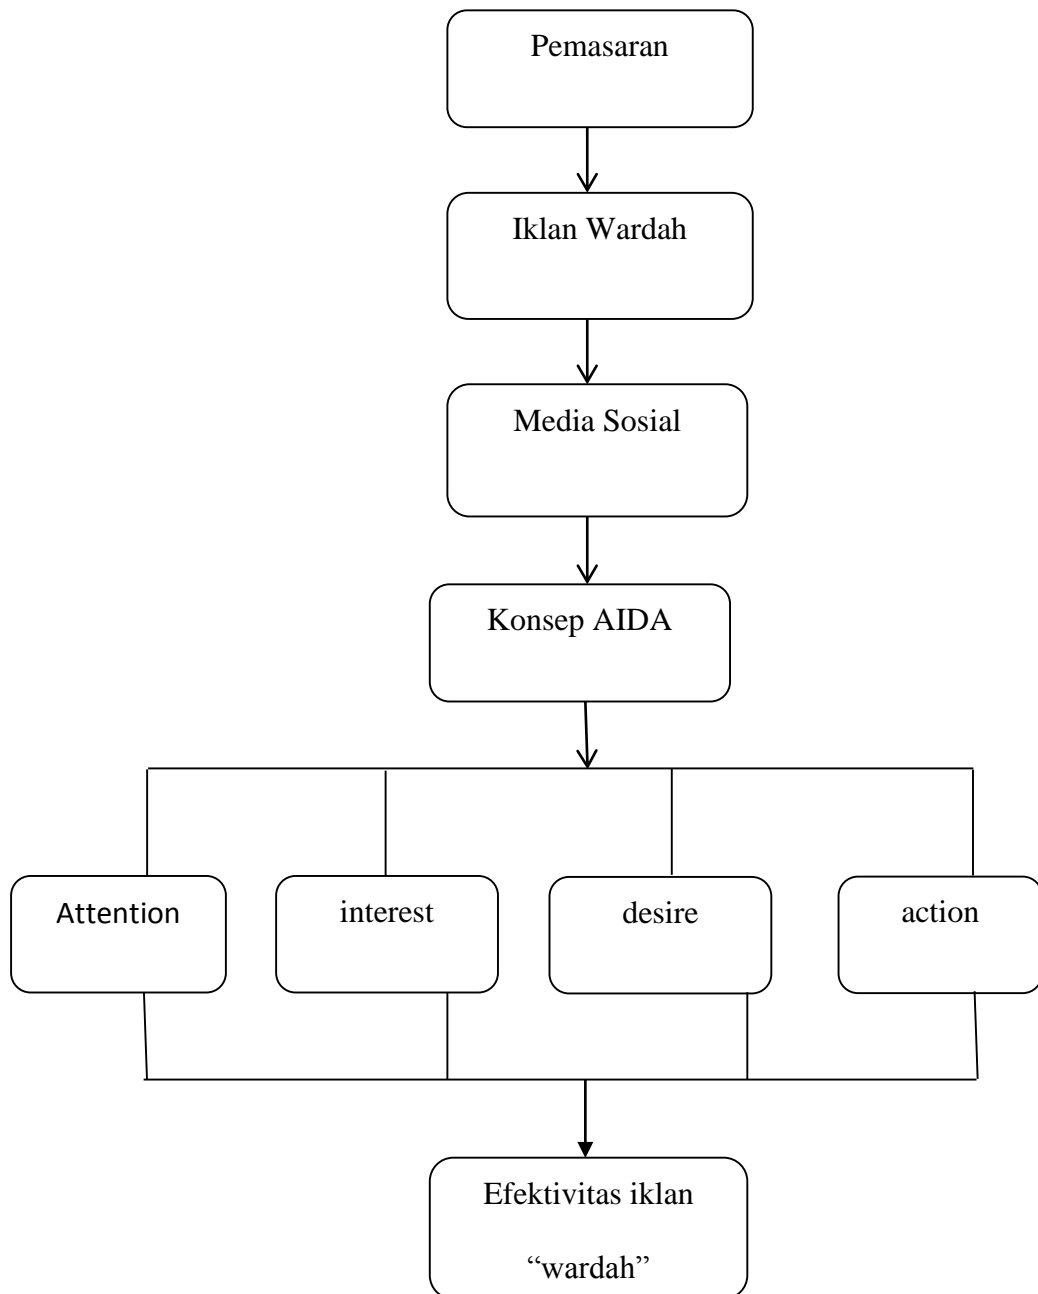 Pemasaran
Iklan Wardah
Media Sosial
Konsep AIDA
Attention
interest
desire
action
Efektivitas iklan
“wardah”